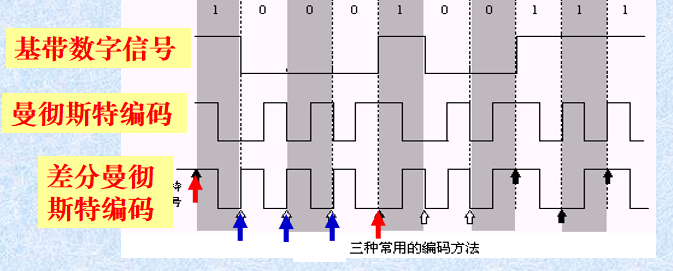 1 0 0 0 1 0 0 1 1 1
基带数字信号
曼彻斯特编码
差分曼彻
斯特编码
号
三种常用的编码方法